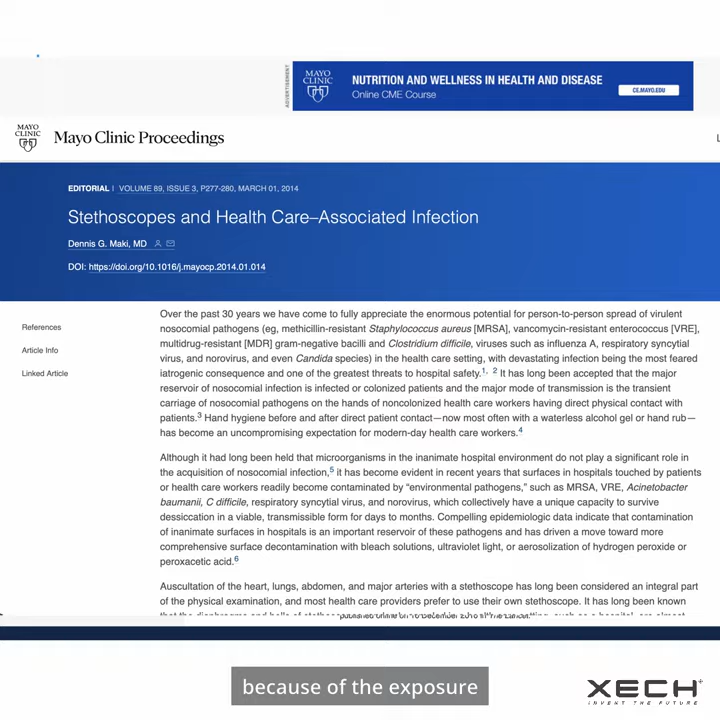 ADVERTISEMENT
MAYO CLINIC
NUTRITION AND WELLNESS IN HEALTH AND DISEASE
Online CME Course
CE.MAYO.EDU
MAYO CLINIC
Mayo Clinic Proceedings
EDITORIAL | VOLUME 89, ISSUE 3, P277-280, MARCH 01, 2014
Stethoscopes and Health Care–Associated Infection
Dennis G. Maki, MD
DOI: https://doi.org/10.1016/j.mayocp.2014.01.014
References
Article Info
Linked Article
Over the past 30 years we have come to fully appreciate the enormous potential for person-to-person spread of virulent
nosocomial pathogens (eg, methicillin-resistant Staphylococcus aureus [MRSA], vancomycin-resistant enterococcus [VRE],
multidrug-resistant [MDR] gram-negative bacilli and Clostridium difficile, viruses such as influenza A, respiratory syncytial
virus, and norovirus, and even Candida species) in the health care setting, with devastating infection being the most feared
iatrogenic consequence and one of the greatest threats to hospital safety.1, 2 It has long been accepted that the major
reservoir of nosocomial infection is infected or colonized patients and the major mode of transmission is the transient
carriage of nosocomial pathogens on the hands of noncolonized health care workers having direct physical contact with
patients.3 Hand hygiene before and after direct patient contact—now most often with a waterless alcohol gel or hand rub—
has become an uncompromising expectation for modern-day health care workers.4
Although it had long been held that microorganisms in the inanimate hospital environment do not play a significant role in
the acquisition of nosocomial infection,5 it has become evident in recent years that surfaces in hospitals touched by patients
or health care workers readily become contaminated by “environmental pathogens,” such as MRSA, VRE, Acinetobacter
baumanii, C difficile, respiratory syncytial virus, and norovirus, which collectively have a unique capacity to survive
dessiccation in a viable, transmissible form for days to months. Compelling epidemiologic data indicate that contamination
of inanimate surfaces in hospitals is an important reservoir of these pathogens and has driven a move toward more
comprehensive surface decontamination with bleach solutions, ultraviolet light, or aerosolization of hydrogen peroxide or
peroxacetic acid.6
Auscultation of the heart, lungs, abdomen, and major arteries with a stethoscope has long been considered an integral part
of the physical examination, and most health care providers prefer to use their own stethoscope. It has long been known
because of the exposure
XECH+
INVENT THE FUTURE